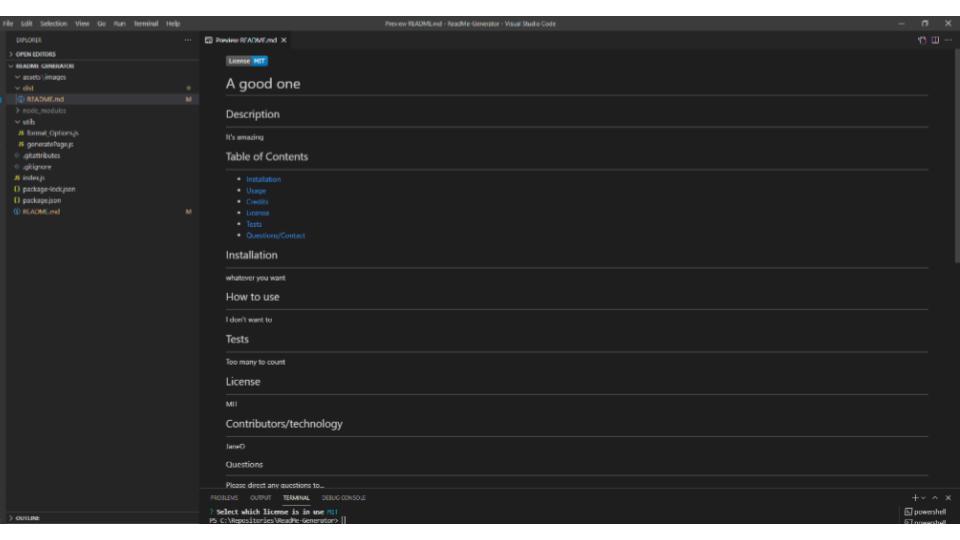 File Edit Selection View Go Run Terminal Help
Preview README.md - ReadMe-Generator - Visual Studio Code
EXPLORER
OPEN EDITORS
README GENERATOR
assets\images
dist
README.md M
node_modules
utils
format_Options.js
generatePage.js
.gitattributes
.gitignore
index.js
package-lock.json
package.json
README.md M
OUTLINE
Preview README.md
License MIT
A good one
Description
It's amazing
Table of Contents
Installation
Usage
Credits
License
Tests
Questions/Contact
Installation
whatever you want
How to use
I don't want to
Tests
Too many to count
License
MIT
Contributors/technology
JaneD
Questions
Please direct any questions to...
PROBLEMS OUTPUT TERMINAL DEBUG CONSOLE
? Select which license is in use MIT
PS C:\Repositories\ReadMe-Generator>
powershell
powershell